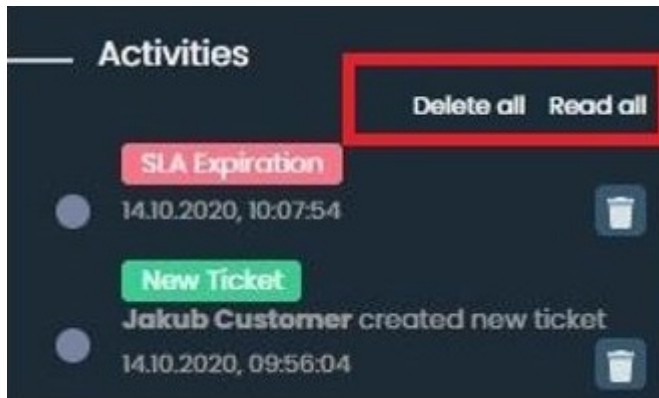 Activities
Delete all Read all
SLA Expiration
14.10.2020, 10:07:54
New Ticket
Jakub Customer created new ticket
14.10.2020, 09:56:04